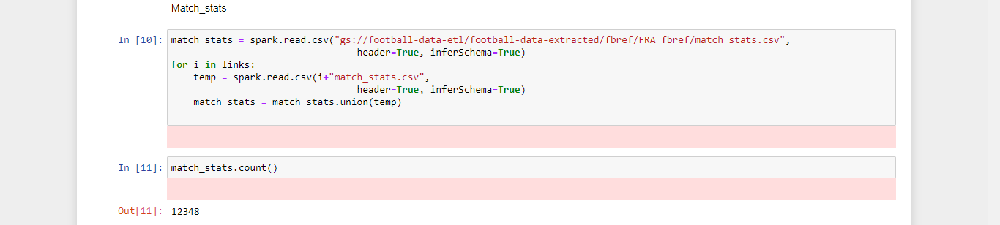 Match_stats
In [10]: match_stats = spark.read.csv("gs://football-data-etl/football-data-extracted/fbref/FRA_fbref/match_stats.csv",
                                 header=True, inferSchema=True)
for i in links:
    temp = spark.read.csv(i+"match_stats.csv",
                                 header=True, inferSchema=True)
    match_stats = match_stats.union(temp)
In [11]: match_stats.count()
Out[11]: 12348